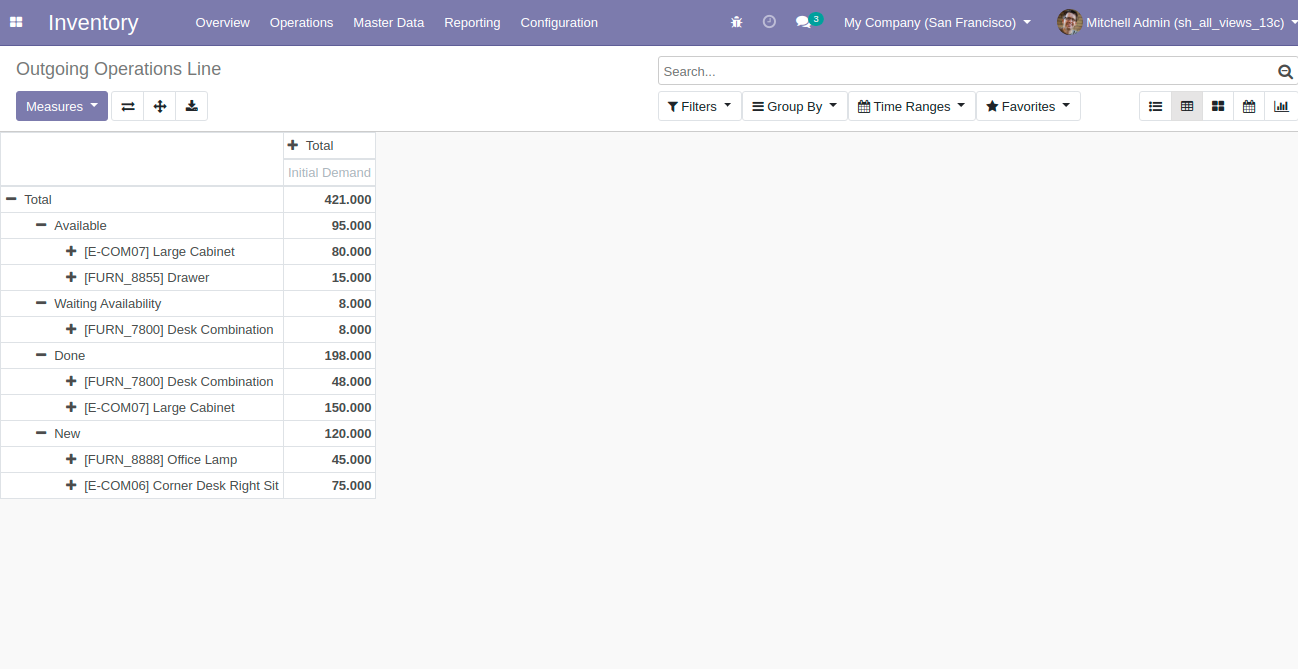 Inventory Overview Operations Master Data Reporting Configuration 3 My Company (San Francisco) Mitchell Admin (sh_all_views_13c)
Outgoing Operations Line
Search...
Measures Filters Group By Time Ranges Favorites
Total
Initial Demand
Total 421.000
Available 95.000
[E-COM07] Large Cabinet 80.000
[FURN_8855] Drawer 15.000
Waiting Availability 8.000
[FURN_7800] Desk Combination 8.000
Done 198.000
[FURN_7800] Desk Combination 48.000
[E-COM07] Large Cabinet 150.000
New 120.000
[FURN_8888] Office Lamp 45.000
[E-COM06] Corner Desk Right Sit 75.000